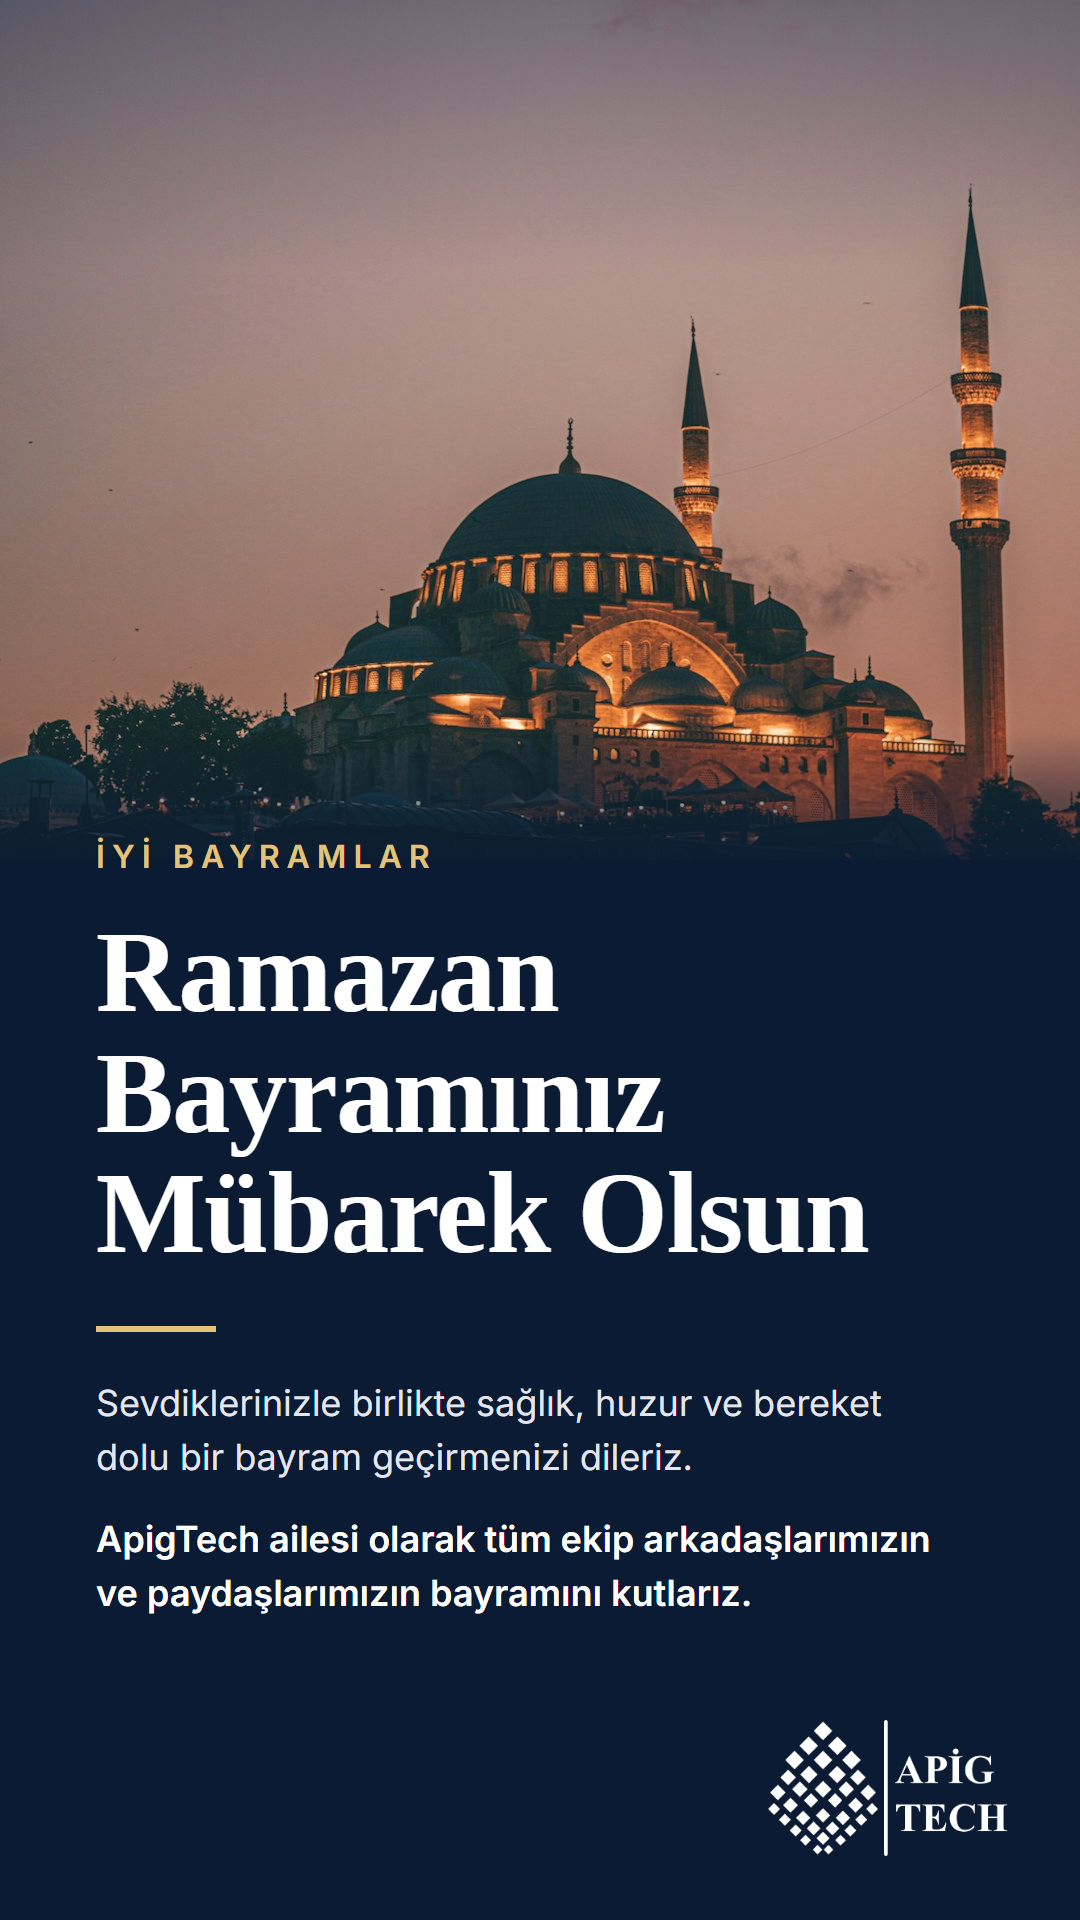 İYİ BAYRAMLAR
Ramazan
Bayramınız
Mübarek Olsun
Sevdiklerinizle birlikte sağlık, huzur ve bereket
dolu bir bayram geçirmenizi dileriz.
ApigTech ailesi olarak tüm ekip arkadaşlarımızın
ve paydaşlarımızın bayramını kutlarız.
APİG
TECH